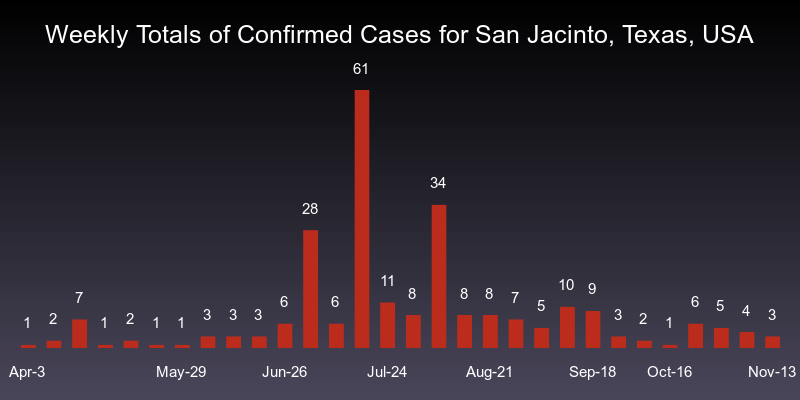 Weekly Totals of Confirmed Cases for San Jacinto, Texas, USA
1 2 7 1 2 1 1 3 3 3 6 28 6 61 11 8 34 8 8 7 5 10 9 3 2 1 6 5 4 3
Apr-3 May-29 Jun-26 Jul-24 Aug-21 Sep-18 Oct-16 Nov-13